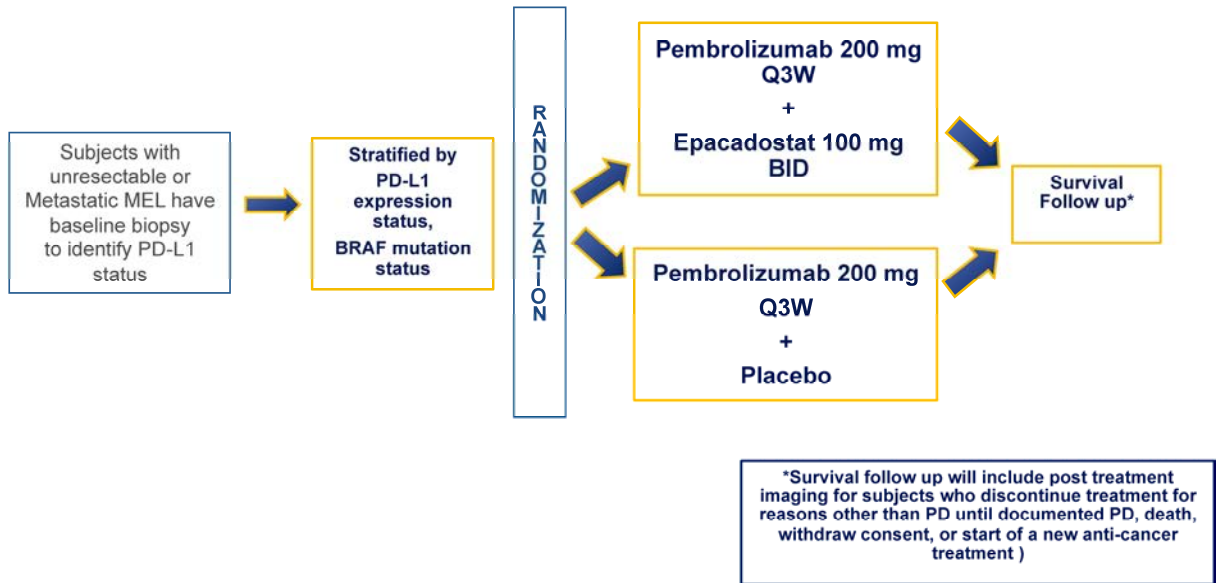 Subjects with
unresectable or
Metastatic MEL have
baseline biopsy
to identify PD-L1
status
Stratified by
PD-L1
expression
status,
BRAF mutation
status
RANDOMIZATION
Pembrolizumab 200 mg
Q3W
+
Epacadostat 100 mg
BID
Pembrolizumab 200 mg
Q3W
+
Placebo
Survival
Follow up*
*Survival follow up will include post treatment
imaging for subjects who discontinue treatment for
reasons other than PD until documented PD, death,
withdraw consent, or start of a new anti-cancer
treatment )